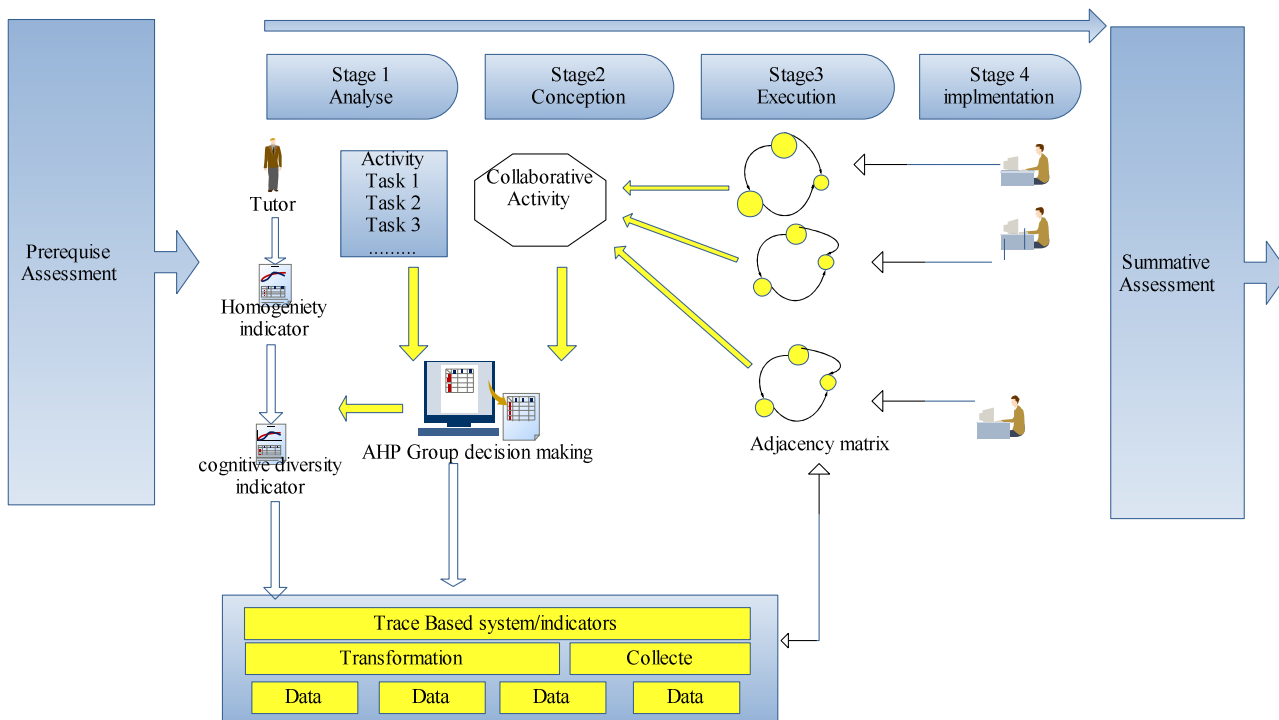 Prerequise
Assessment
Stage 1
Analyse
Stage2
Conception
Stage3
Execution
Stage 4
implmentation
Tutor
Homogeniety
indicator
cognitive diversity
indicator
Activity
Task 1
Task 2
Task 3
.........
Collaborative
Activity
AHP Group decision making
Adjacency matrix
Summative
Assessment
Trace Based system/indicators
Transformation
Collecte
Data
Data
Data
Data